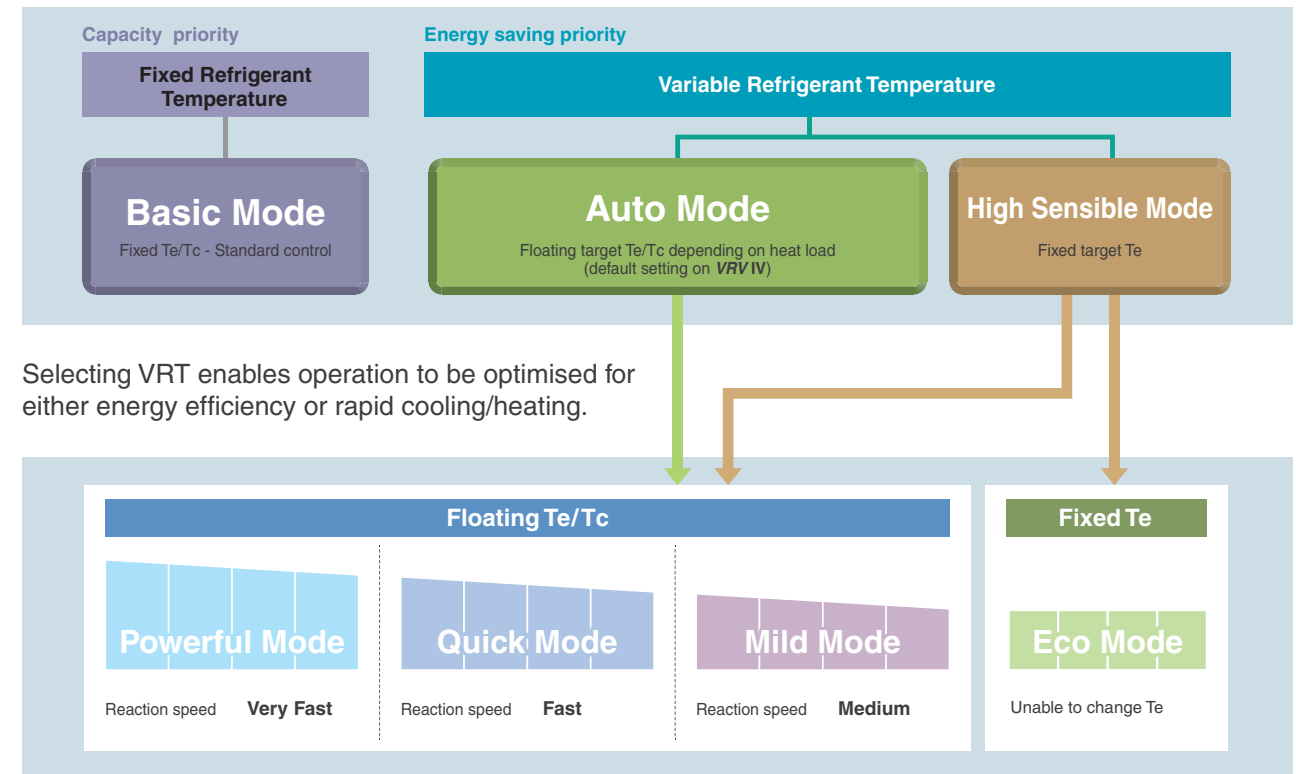 Capacity priority
Energy saving priority
Fixed Refrigerant
Temperature
Variable Refrigerant Temperature
Basic Mode
Fixed Te/Tc - Standard control
Auto Mode
Floating target Te/Tc depending on heat load
(default setting on VRV IV)
High Sensible Mode
Fixed target Te
Selecting VRT enables operation to be optimised for
either energy efficiency or rapid cooling/heating.
Floating Te/Tc
Fixed Te
Powerful Mode
Quick Mode
Mild Mode
Eco Mode
Reaction speed Very Fast
Reaction speed Fast
Reaction speed Medium
Unable to change Te